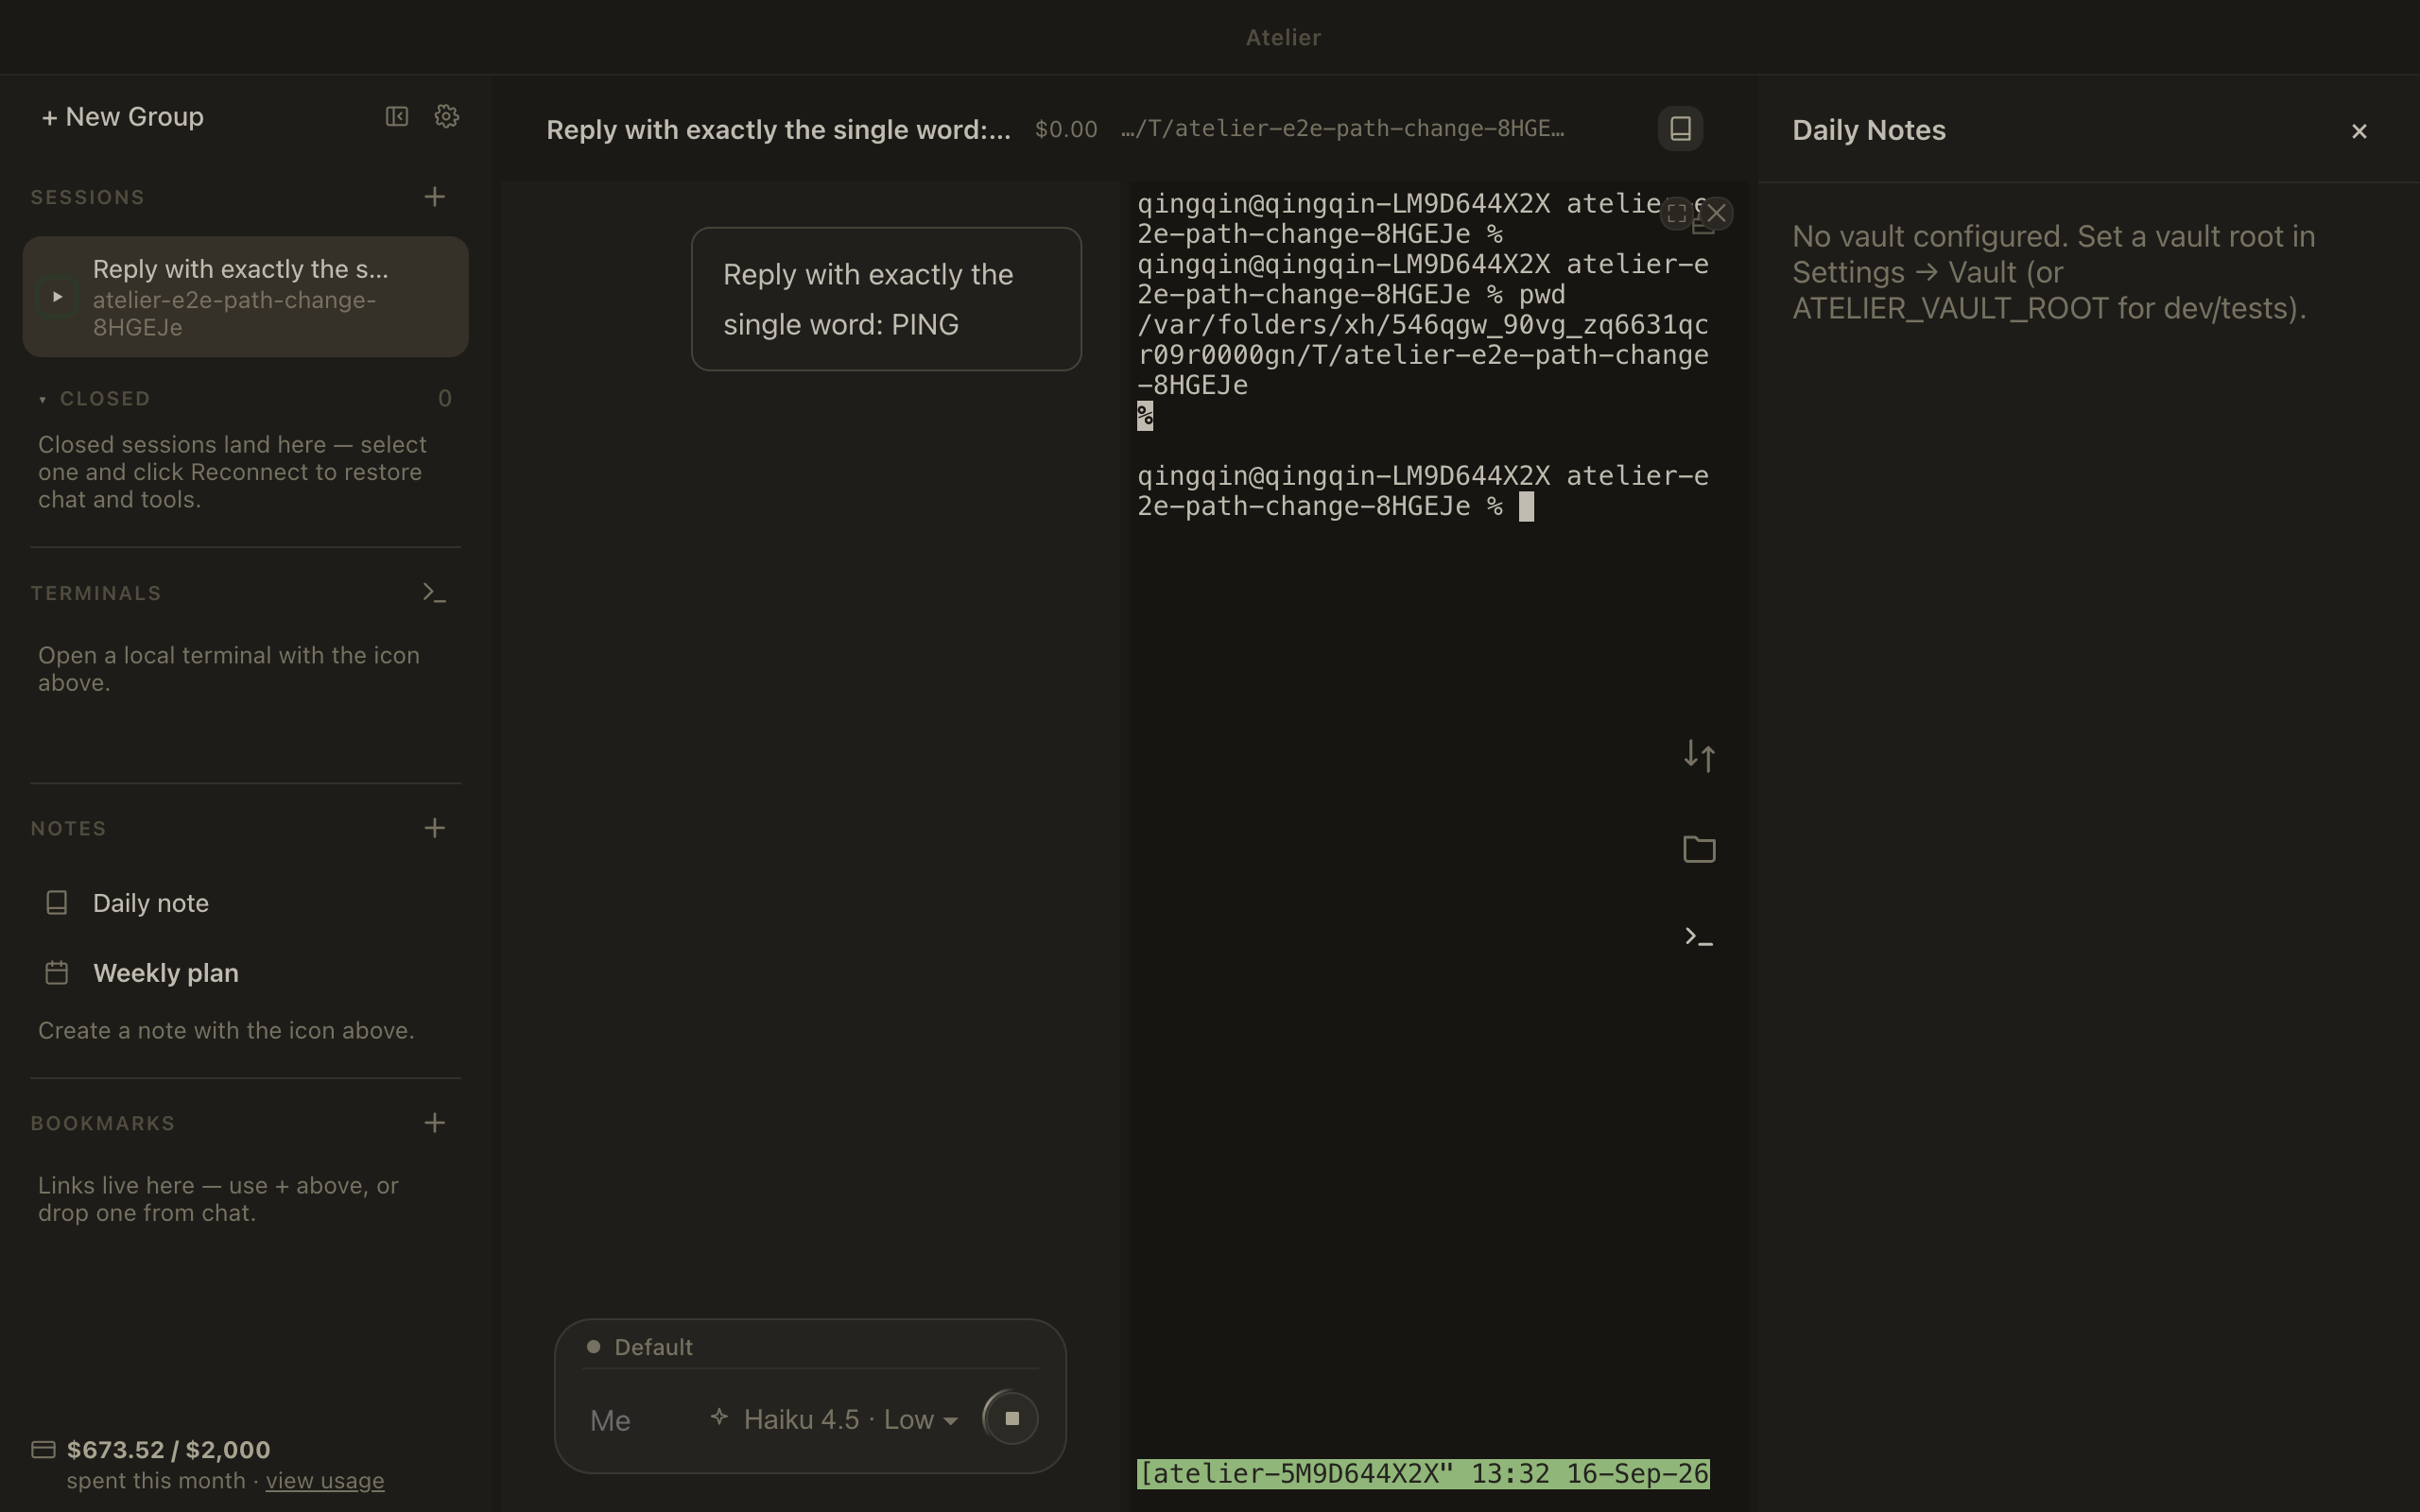 Atelier
+ New Group
SESSIONS
Reply with exactly the s...
atelier-e2e-path-change-
8HGEJe
CLOSED
0
Closed sessions land here — select
one and click Reconnect to restore
chat and tools.
TERMINALS
Open a local terminal with the icon
above.
NOTES
Daily note
Weekly plan
Create a note with the icon above.
BOOKMARKS
Links live here — use + above, or
drop one from chat.
$673.52 / $2,000
spent this month · view usage
Reply with exactly the single word:... $0.00 …/T/atelier-e2e-path-change-8HGE…
Reply with exactly the
single word: PING
Default
Me
Haiku 4.5 · Low
qingqin@qingqin-LM9D644X2X atelier-e
2e-path-change-8HGEJe %
qingqin@qingqin-LM9D644X2X atelier-e
2e-path-change-8HGEJe % pwd
/var/folders/xh/546qgw_90vg_zq6631qc
r09r0000gn/T/atelier-e2e-path-change
-8HGEJe
%
qingqin@qingqin-LM9D644X2X atelier-e
2e-path-change-8HGEJe %
[atelier-5M9D644X2X" 13:32 16-Sep-26
Daily Notes
No vault configured. Set a vault root in
Settings → Vault (or
ATELIER_VAULT_ROOT for dev/tests).